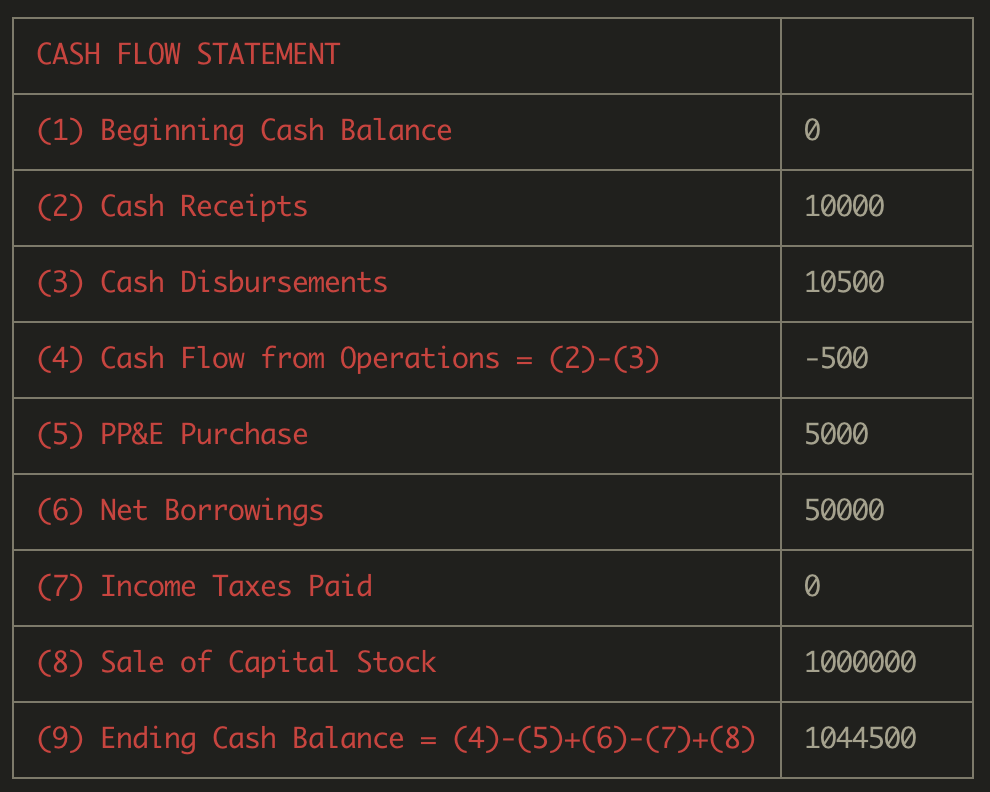 CASH FLOW STATEMENT
(1) Beginning Cash Balance 0
(2) Cash Receipts 10000
(3) Cash Disbursements 10500
(4) Cash Flow from Operations = (2)-(3) -500
(5) PP&E Purchase 5000
(6) Net Borrowings 50000
(7) Income Taxes Paid 0
(8) Sale of Capital Stock 1000000
(9) Ending Cash Balance = (4)-(5)+(6)-(7)+(8) 1044500